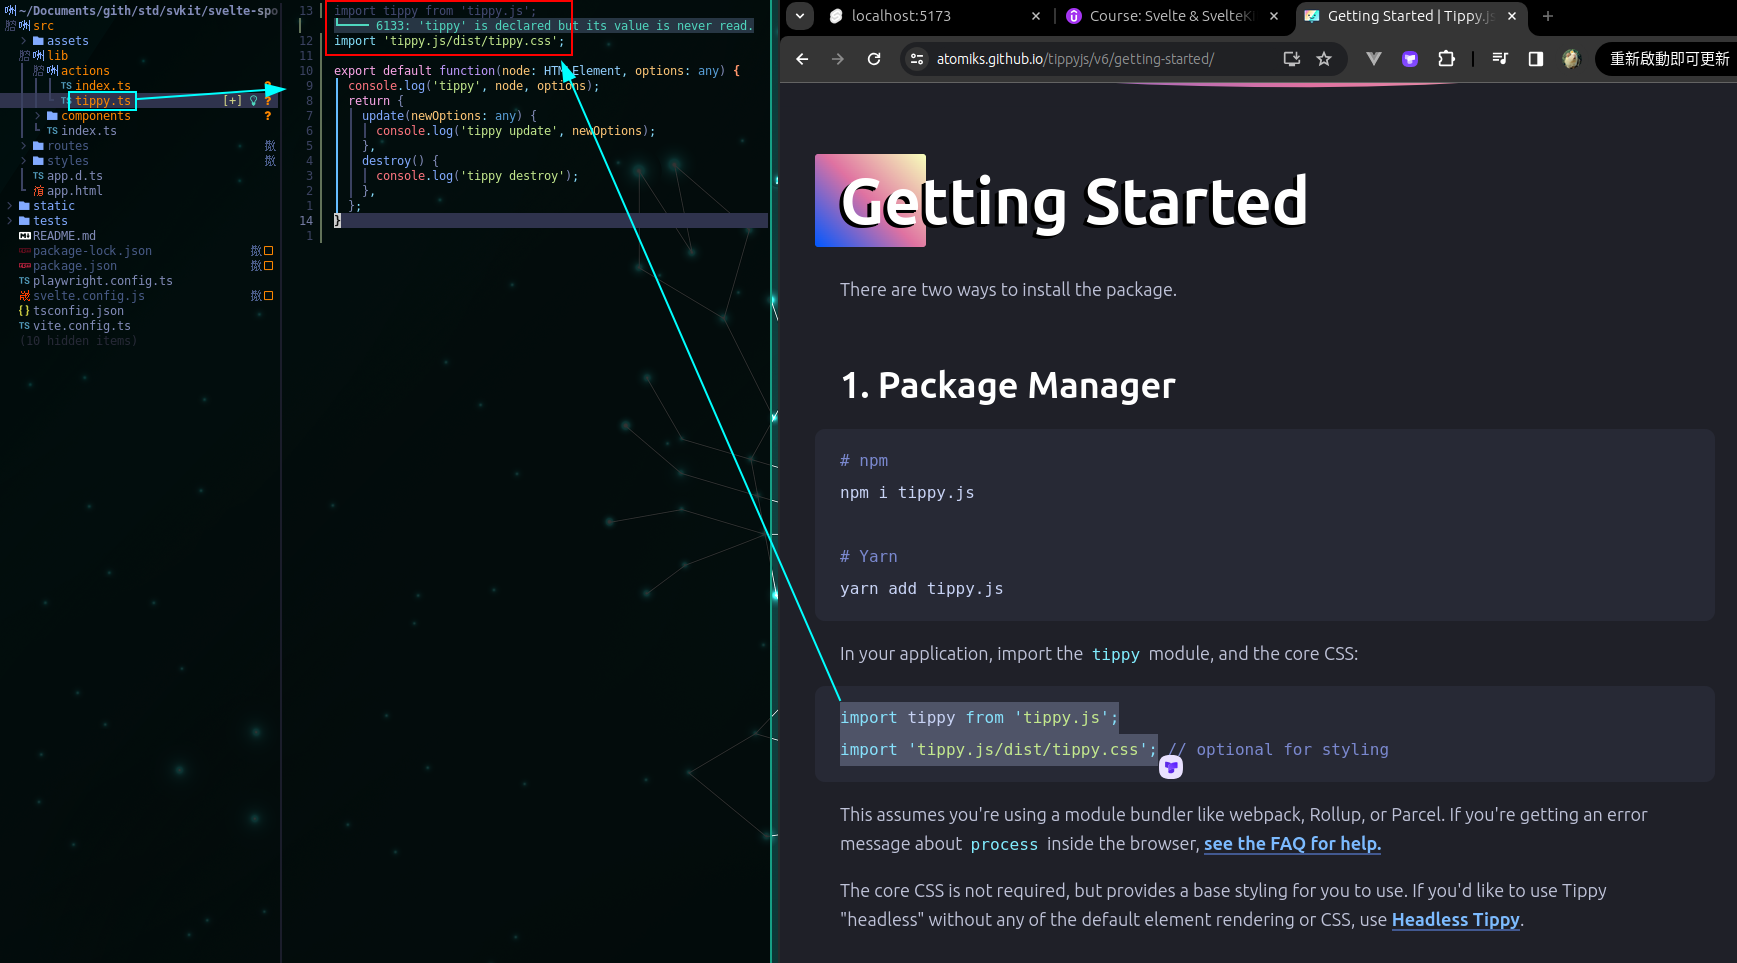 ~/Documents/gith/std/svkit/svelte-spo
src
assets
lib
actions
TS index.ts ?
TS tippy.ts [+] ?
components ?
TS index.ts
routes
styles
TS app.d.ts
app.html
static
tests
README.md
package-lock.json
package.json
TS playwright.config.ts
svelte.config.js
{} tsconfig.json
TS vite.config.ts
(10 hidden items)
13 import tippy from 'tippy.js';
6133: 'tippy' is declared but its value is never read.
12 import 'tippy.js/dist/tippy.css';
11
10 export default function(node: HTMLElement, options: any) {
9 console.log('tippy', node, options);
8 return {
7 update(newOptions: any) {
6 console.log('tippy update', newOptions);
5 },
4 destroy() {
3 console.log('tippy destroy');
2 },
1 };
14 }
1
localhost:5173
Course: Svelte & SvelteKi
Getting Started | Tippy.js
atomiks.github.io/tippyjs/v6/getting-started/
重新啟動即可更新
Getting Started
There are two ways to install the package.
1. Package Manager
# npm
npm i tippy.js
# Yarn
yarn add tippy.js
In your application, import the tippy module, and the core CSS:
import tippy from 'tippy.js';
import 'tippy.js/dist/tippy.css'; // optional for styling
This assumes you're using a module bundler like webpack, Rollup, or Parcel. If you're getting an error
message about process inside the browser, see the FAQ for help.
The core CSS is not required, but provides a base styling for you to use. If you'd like to use Tippy
"headless" without any of the default element rendering or CSS, use Headless Tippy.